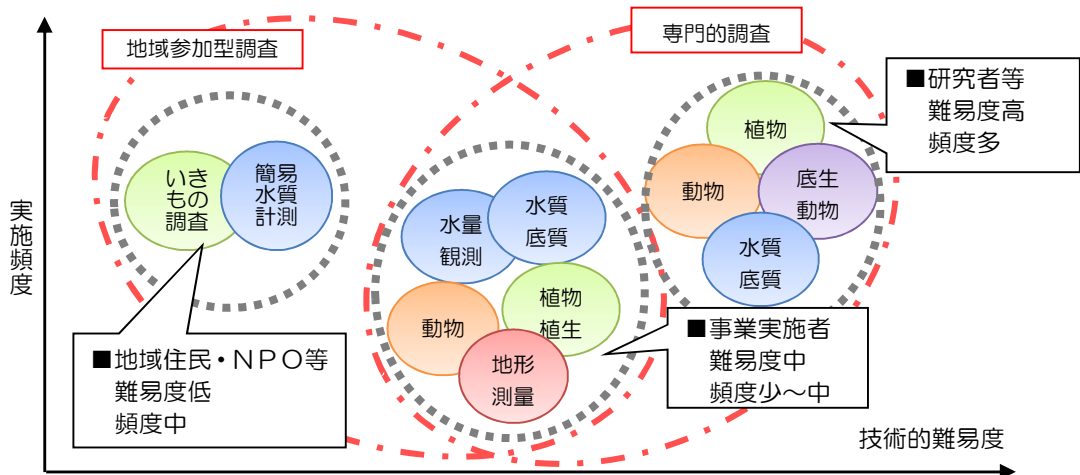 地域参加型調査
専門的調査
■研究者等
難易度高
頻度多
いきもの調査
簡易
水質
計測
水量
観測
水質
底質
動物
植物
植生
地形
測量
植物
動物
底生
動物
水質
底質
■地域住民・ＮＰＯ等
難易度低
頻度中
■事業実施者
難易度中
頻度少～中
実施頻度
技術的難易度